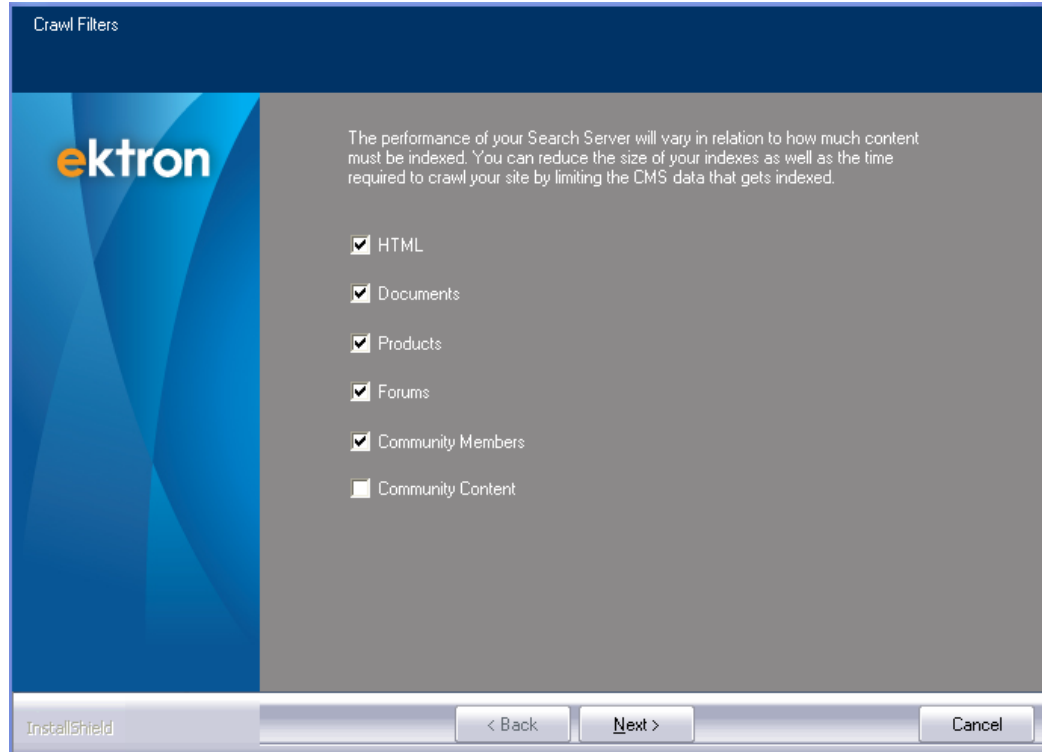 Crawl Filters
ektron
The performance of your Search Server will vary in relation to how much content
must be indexed. You can reduce the size of your indexes as well as the time
required to crawl your site by limiting the CMS data that gets indexed.
HTML
Documents
Products
Forums
Community Members
Community Content
InstallShield
< Back
Next >
Cancel